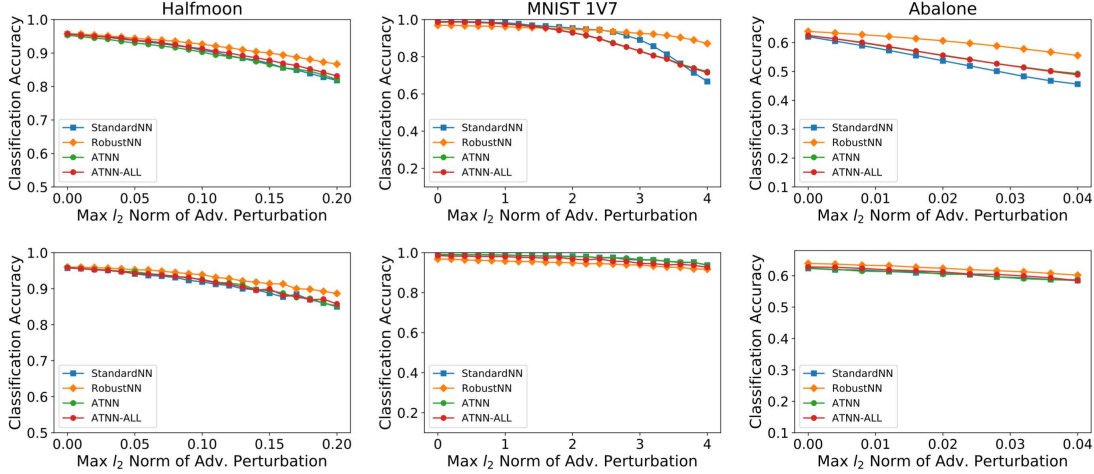 Halfmoon
Classification Accuracy
1.0
0.9
0.8
0.7
0.6
0.5
StandardNN
RobustNN
ATNN
ATNN-ALL
0.00 0.05 0.10 0.15 0.20
Max l2 Norm of Adv. Perturbation
MNIST 1V7
Classification Accuracy
1.0
0.8
0.6
0.4
0.2
StandardNN
RobustNN
ATNN
ATNN-ALL
0 1 2 3 4
Max l2 Norm of Adv. Perturbation
Abalone
Classification Accuracy
0.6
0.5
0.4
0.3
0.2
0.1
StandardNN
RobustNN
ATNN
ATNN-ALL
0.00 0.01 0.02 0.03 0.04
Max l2 Norm of Adv. Perturbation
Classification Accuracy
1.0
0.9
0.8
0.7
0.6
0.5
StandardNN
RobustNN
ATNN
ATNN-ALL
0.00 0.05 0.10 0.15 0.20
Max l2 Norm of Adv. Perturbation
Classification Accuracy
1.0
0.8
0.6
0.4
0.2
StandardNN
RobustNN
ATNN
ATNN-ALL
0 1 2 3 4
Max l2 Norm of Adv. Perturbation
Classification Accuracy
0.6
0.5
0.4
0.3
0.2
0.1
StandardNN
RobustNN
ATNN
ATNN-ALL
0.00 0.01 0.02 0.03 0.04
Max l2 Norm of Adv. Perturbation